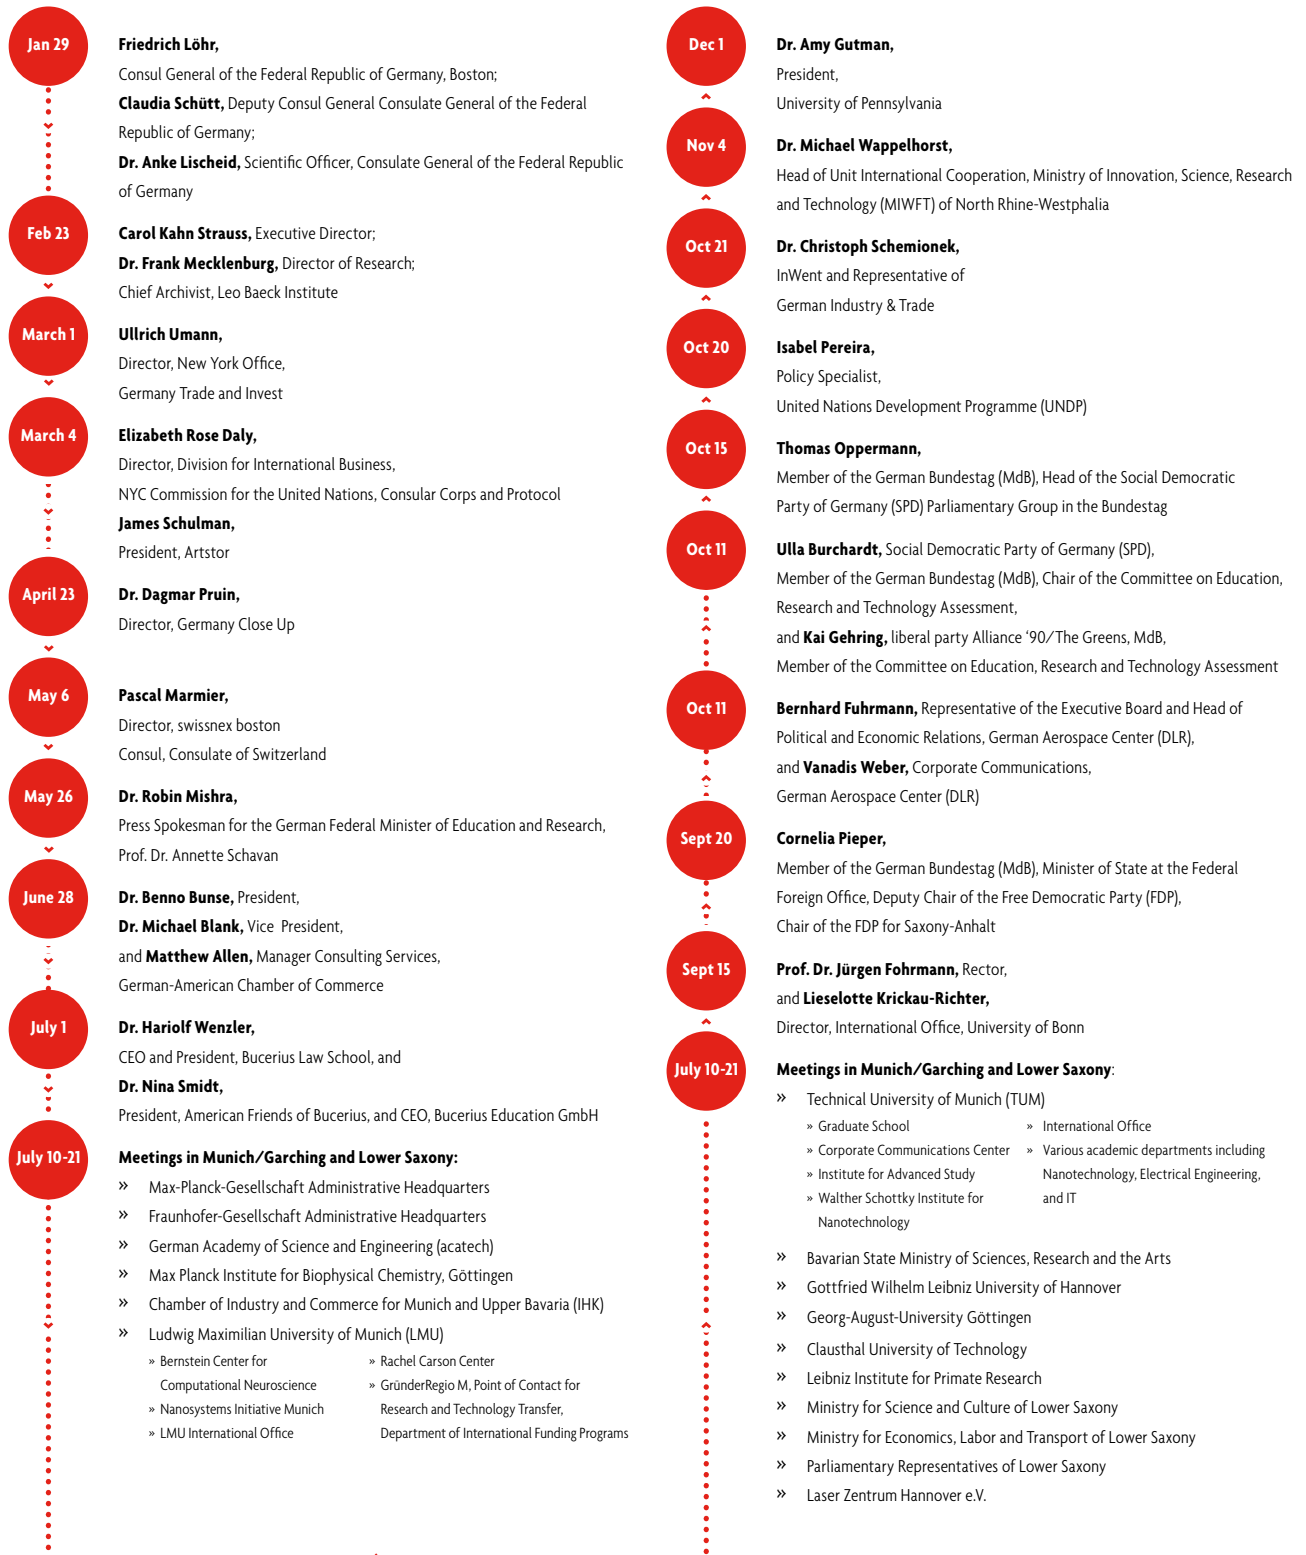 Jan 29
Friedrich Löhr,
Consul General of the Federal Republic of Germany, Boston;
Claudia Schütt, Deputy Consul General Consulate General of the Federal
Republic of Germany;
Dr. Anke Lischeid, Scientific Officer, Consulate General of the Federal Republic
of Germany
Feb 23
Carol Kahn Strauss, Executive Director;
Dr. Frank Mecklenburg, Director of Research;
Chief Archivist, Leo Baeck Institute
March 1
Ullrich Umann,
Director, New York Office,
Germany Trade and Invest
March 4
Elizabeth Rose Daly,
Director, Division for International Business,
NYC Commission for the United Nations, Consular Corps and Protocol
James Schulman,
President, Artstor
April 23
Dr. Dagmar Pruin,
Director, Germany Close Up
May 6
Pascal Marmier,
Director, swissnex boston
Consul, Consulate of Switzerland
May 26
Dr. Robin Mishra,
Press Spokesman for the German Federal Minister of Education and Research,
Prof. Dr. Annette Schavan
June 28
Dr. Benno Bunse, President,
Dr. Michael Blank, Vice President,
and Matthew Allen, Manager Consulting Services,
German-American Chamber of Commerce
July 1
Dr. Hariolf Wenzler,
CEO and President, Bucerius Law School, and
Dr. Nina Smidt,
President, American Friends of Bucerius, and CEO, Bucerius Education GmbH
July 10-21
Meetings in Munich/Garching and Lower Saxony:
» Max-Planck-Gesellschaft Administrative Headquarters
» Fraunhofer-Gesellschaft Administrative Headquarters
» German Academy of Science and Engineering (acatech)
» Max Planck Institute for Biophysical Chemistry, Göttingen
» Chamber of Industry and Commerce for Munich and Upper Bavaria (IHK)
» Ludwig Maximilian University of Munich (LMU)
» Bernstein Center for
Computational Neuroscience
» Nanosystems Initiative Munich
» LMU International Office
» Rachel Carson Center
» GründerRegio M, Point of Contact for
Research and Technology Transfer,
Department of International Funding Programs
Dec 1
Dr. Amy Gutman,
President,
University of Pennsylvania
Nov 4
Dr. Michael Wappelhorst,
Head of Unit International Cooperation, Ministry of Innovation, Science, Research
and Technology (MIWFT) of North Rhine-Westphalia
Oct 21
Dr. Christoph Schemionek,
InWent and Representative of
German Industry & Trade
Oct 20
Isabel Pereira,
Policy Specialist,
United Nations Development Programme (UNDP)
Oct 15
Thomas Oppermann,
Member of the German Bundestag (MdB), Head of the Social Democratic
Party of Germany (SPD) Parliamentary Group in the Bundestag
Oct 11
Ulla Burchardt, Social Democratic Party of Germany (SPD),
Member of the German Bundestag (MdB), Chair of the Committee on Education,
Research and Technology Assessment,
and Kai Gehring, liberal party Alliance ‘90/The Greens, MdB,
Member of the Committee on Education, Research and Technology Assessment
Oct 11
Bernhard Fuhrmann, Representative of the Executive Board and Head of
Political and Economic Relations, German Aerospace Center (DLR),
and Vanadis Weber, Corporate Communications,
German Aerospace Center (DLR)
Sept 20
Cornelia Pieper,
Member of the German Bundestag (MdB), Minister of State at the Federal
Foreign Office, Deputy Chair of the Free Democratic Party (FDP),
Chair of the FDP for Saxony-Anhalt
Sept 15
Prof. Dr. Jürgen Fohrmann, Rector,
and Lieselotte Krickau-Richter,
Director, International Office, University of Bonn
July 10-21
Meetings in Munich/Garching and Lower Saxony:
» Technical University of Munich (TUM)
» Graduate School
» Corporate Communications Center
» Institute for Advanced Study
» Walther Schottky Institute for
Nanotechnology
» International Office
» Various academic departments including
Nanotechnology, Electrical Engineering,
and IT
» Bavarian State Ministry of Sciences, Research and the Arts
» Gottfried Wilhelm Leibniz University of Hannover
» Georg-August-University Göttingen
» Clausthal University of Technology
» Leibniz Institute for Primate Research
» Ministry for Science and Culture of Lower Saxony
» Ministry for Economics, Labor and Transport of Lower Saxony
» Parliamentary Representatives of Lower Saxony
» Laser Zentrum Hannover e.V.